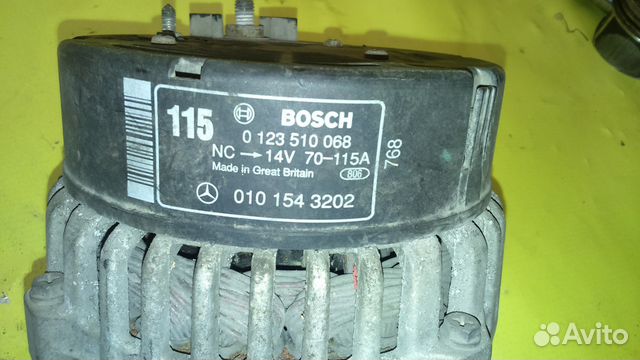 115 BOSCH
0 123 510 068
NC → 14V 70-115A
Made in Great Britain 806
010 154 3202
768
Avito